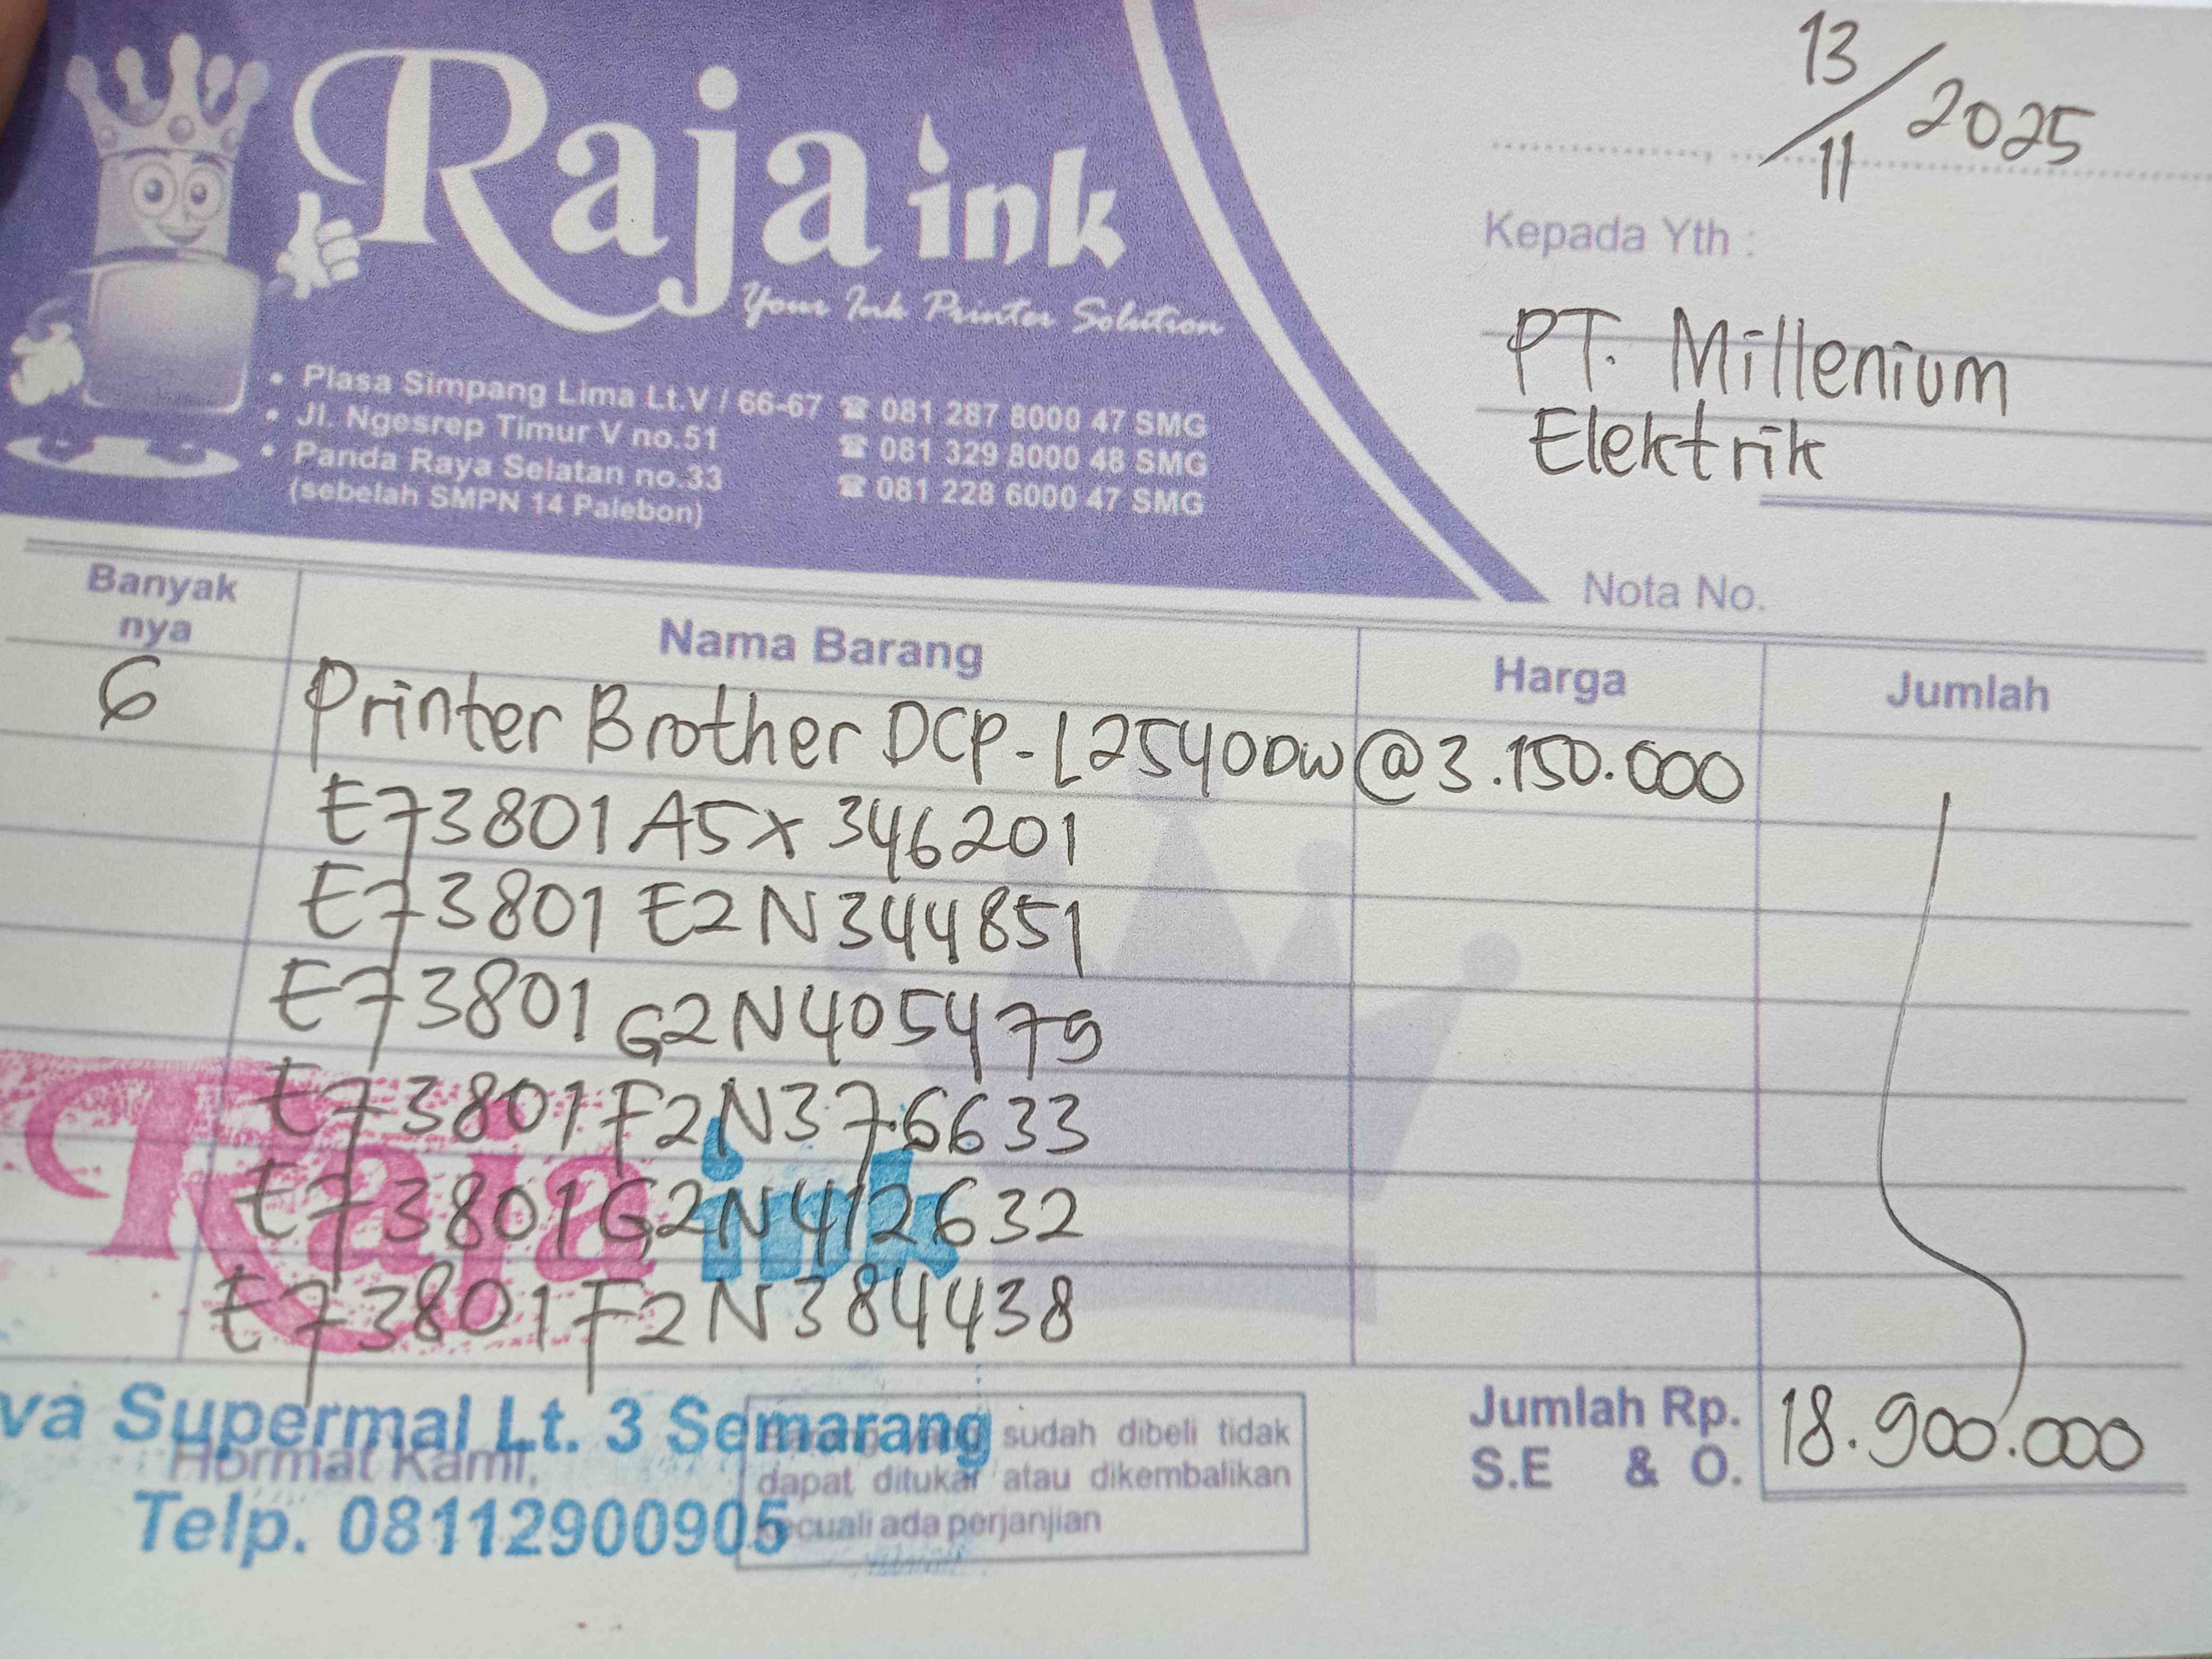 Raja ink
Your Ink Printer Solution
• Plasa Simpang Lima Lt.V / 66-67 ☎ 081 287 8000 47 SMG
• Jl. Ngesrep Timur V no.51 ☎ 081 329 8000 48 SMG
• Panda Raya Selatan no.33 ☎ 081 228 6000 47 SMG
(sebelah SMPN 14 Palebon)
13/11 2025
Kepada Yth :
PT. Millenium
Elektrik
Nota No.
Banyak nya Nama Barang Harga Jumlah
6 Printer Brother DCP-L2540DW @3.150.000
E73801A5X346201
E73801E2N344851
E73801G2N405479
E73801F2N376633
E73801G2N412632
E73801F2N384438
Raja ink
va Supermal Lt. 3 Semarang
Telp. 08112900905
Hormat Kami,
Barang yang sudah dibeli tidak
dapat ditukar atau dikembalikan
kecuali ada perjanjian
Jumlah Rp. 18.900.000
S.E & O.